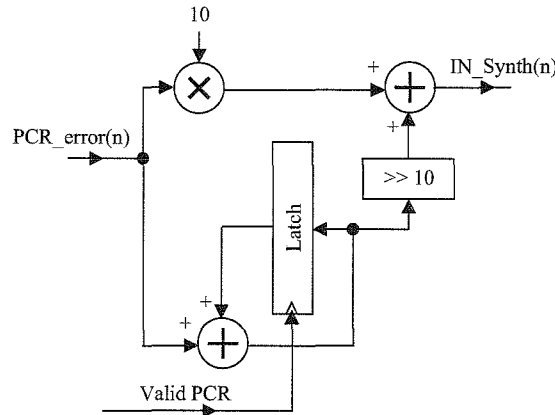 10
IN_Synth(n)
+
PCR_error(n)
+
>> 10
Latch
+
+
Valid PCR